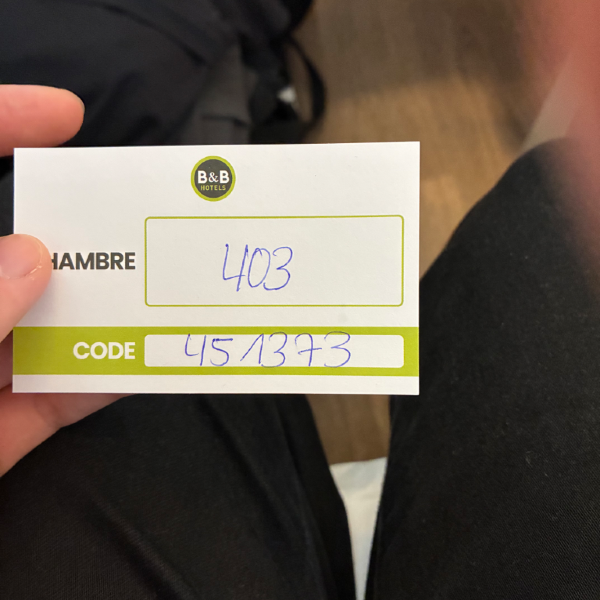 B&B
HOTELS
HAMBRE 403
CODE 451373